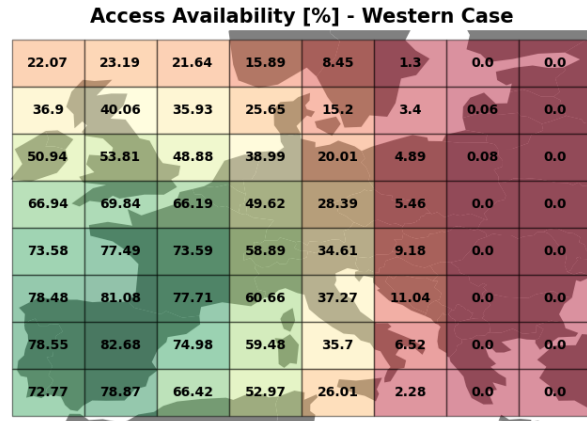 Access Availability [%] - Western Case
22.07 23.19 21.64 15.89 8.45 1.3 0.0 0.0
36.9 40.06 35.93 25.65 15.2 3.4 0.06 0.0
50.94 53.81 48.88 38.99 20.01 4.89 0.08 0.0
66.94 69.84 66.19 49.62 28.39 5.46 0.0 0.0
73.58 77.49 73.59 58.89 34.61 9.18 0.0 0.0
78.48 81.08 77.71 60.66 37.27 11.04 0.0 0.0
78.55 82.68 74.98 59.48 35.7 6.52 0.0 0.0
72.77 78.87 66.42 52.97 26.01 2.28 0.0 0.0